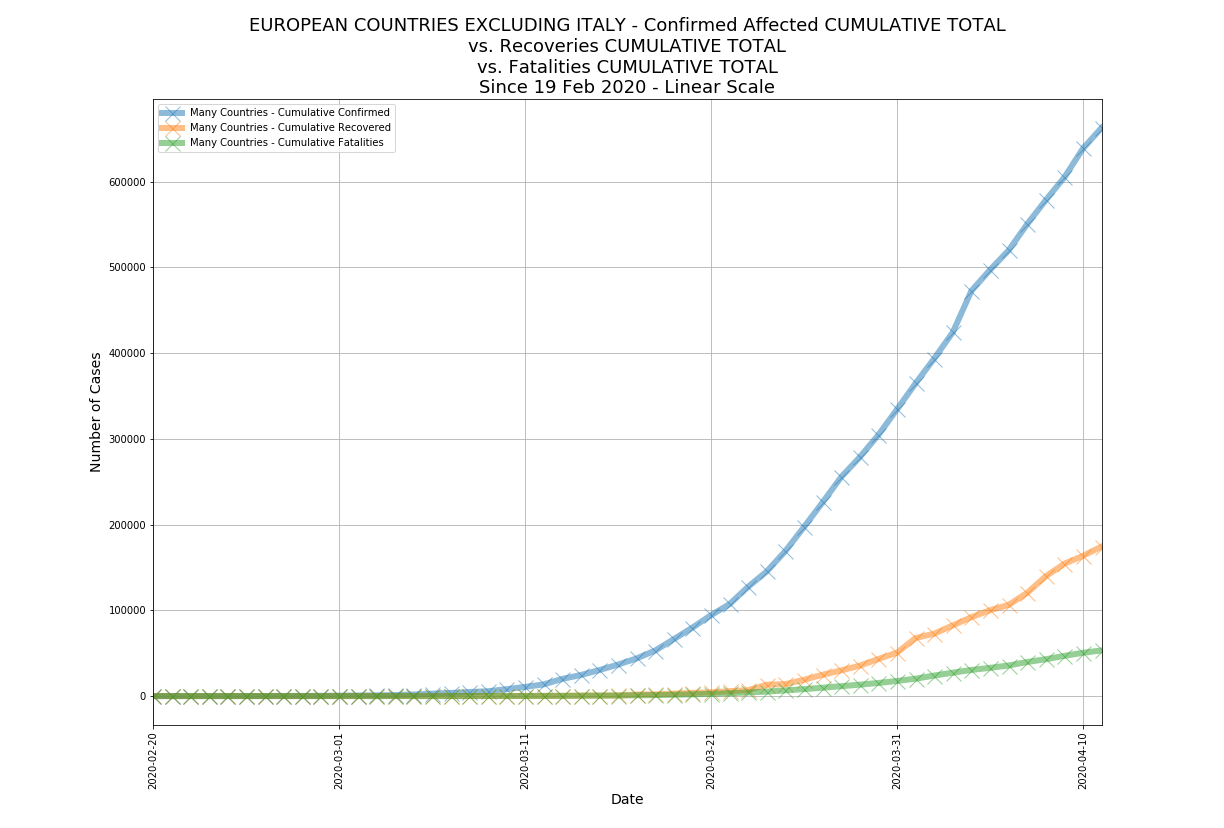 EUROPEAN COUNTRIES EXCLUDING ITALY - Confirmed Affected CUMULATIVE TOTAL
vs. Recoveries CUMULATIVE TOTAL
vs. Fatalities CUMULATIVE TOTAL
Since 19 Feb 2020 - Linear Scale
Many Countries - Cumulative Confirmed
Many Countries - Cumulative Recovered
Many Countries - Cumulative Fatalities
Number of Cases
600000
500000
400000
300000
200000
100000
0
2020-02-20
2020-03-01
2020-03-11
2020-03-21
2020-03-31
2020-04-10
Date